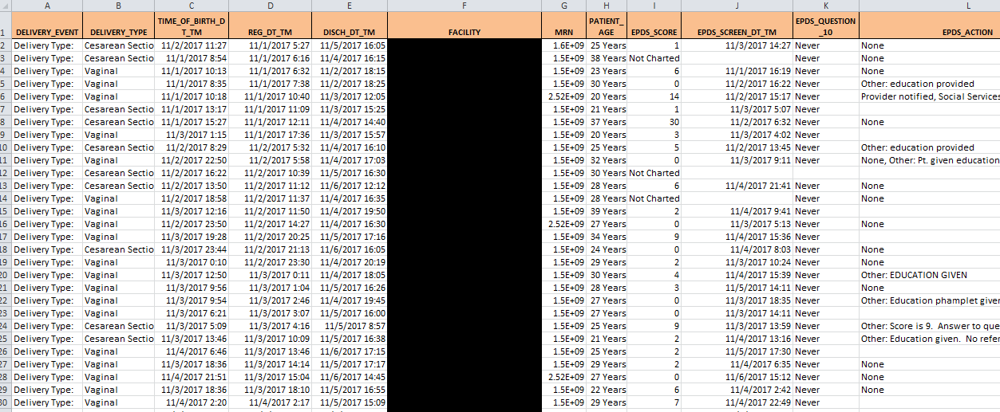 A B C D E F G H I J K L
1 DELIVERY_EVENT DELIVERY_TYPE TIME_OF_BIRTH_DT_TM REG_DT_TM DISCH_DT_TM FACILITY MRN PATIENT_AGE EPDS_SCORE EPDS_SCREEN_DT_TM EPDS_QUESTION_10 EPDS_ACTION
2 Delivery Type: Cesarean Sectio 11/2/2017 11:27 11/1/2017 5:27 11/5/2017 16:05 1.6E+09 25 Years 1 11/3/2017 14:27 Never None
3 Delivery Type: Cesarean Sectio 11/1/2017 8:54 11/1/2017 6:16 11/4/2017 16:15 1.5E+09 38 Years Not Charted Never None
4 Delivery Type: Vaginal 11/1/2017 10:13 11/1/2017 6:32 11/2/2017 18:15 1.5E+09 23 Years 6 11/1/2017 16:19 Never None
5 Delivery Type: Vaginal 11/1/2017 8:35 11/1/2017 7:38 11/2/2017 18:25 1.5E+09 30 Years 0 11/2/2017 16:22 Never Other: education provided
6 Delivery Type: Vaginal 11/1/2017 10:18 11/1/2017 10:40 11/3/2017 12:05 2.52E+09 20 Years 14 11/2/2017 15:17 Never Provider notified, Social Services
7 Delivery Type: Cesarean Sectio 11/1/2017 13:17 11/1/2017 11:09 11/3/2017 15:25 1.5E+09 21 Years 1 11/3/2017 5:07 Never
8 Delivery Type: Cesarean Sectio 11/1/2017 15:27 11/1/2017 12:11 11/4/2017 14:40 1.5E+09 37 Years 30 11/2/2017 6:32 Never None
9 Delivery Type: Vaginal 11/3/2017 1:15 11/1/2017 17:36 11/3/2017 15:57 1.5E+09 20 Years 3 11/3/2017 4:02 Never
10 Delivery Type: Cesarean Sectio 11/2/2017 8:29 11/2/2017 5:32 11/4/2017 16:10 1.5E+09 25 Years 5 11/2/2017 13:45 Never Other: education provided
11 Delivery Type: Vaginal 11/2/2017 22:50 11/2/2017 5:58 11/4/2017 17:03 1.5E+09 32 Years 0 11/3/2017 9:11 Never None, Other: Pt. given education
12 Delivery Type: Cesarean Sectio 11/2/2017 16:22 11/2/2017 10:39 11/5/2017 16:30 1.5E+09 30 Years Not Charted
13 Delivery Type: Cesarean Sectio 11/2/2017 13:50 11/2/2017 11:12 11/6/2017 12:12 1.5E+09 28 Years 6 11/4/2017 21:41 Never None
14 Delivery Type: Vaginal 11/2/2017 18:58 11/2/2017 11:37 11/4/2017 16:35 1.5E+09 28 Years Not Charted Never None
15 Delivery Type: Vaginal 11/3/2017 12:16 11/2/2017 11:50 11/4/2017 19:50 1.5E+09 39 Years 2 11/4/2017 9:41 Never
16 Delivery Type: Vaginal 11/2/2017 23:50 11/2/2017 14:27 11/4/2017 16:30 2.52E+09 27 Years 0 11/3/2017 5:13 Never None
17 Delivery Type: Vaginal 11/3/2017 19:28 11/2/2017 20:25 11/5/2017 17:16 1.5E+09 34 Years 9 11/4/2017 15:36 Never
18 Delivery Type: Cesarean Sectio 11/3/2017 23:44 11/2/2017 21:13 11/6/2017 16:05 1.5E+09 24 Years 0 11/4/2017 8:03 Never None
19 Delivery Type: Vaginal 11/3/2017 0:10 11/2/2017 23:30 11/4/2017 20:19 1.5E+09 29 Years 2 11/3/2017 10:24 Never None
20 Delivery Type: Vaginal 11/3/2017 12:50 11/3/2017 0:11 11/4/2017 18:05 1.5E+09 30 Years 4 11/4/2017 15:39 Never Other: EDUCATION GIVEN
21 Delivery Type: Vaginal 11/3/2017 9:56 11/3/2017 1:04 11/5/2017 16:26 1.5E+09 28 Years 3 11/5/2017 14:11 Never None
22 Delivery Type: Vaginal 11/3/2017 9:54 11/3/2017 2:46 11/4/2017 19:45 1.5E+09 27 Years 0 11/3/2017 18:35 Never Other: Education phamplet given
23 Delivery Type: Vaginal 11/3/2017 6:21 11/3/2017 3:07 11/5/2017 16:00 1.5E+09 27 Years 0 11/3/2017 14:11 Never
24 Delivery Type: Cesarean Sectio 11/3/2017 5:09 11/3/2017 4:16 11/5/2017 8:57 1.5E+09 25 Years 9 11/3/2017 13:59 Never Other: Score is 9. Answer to que
25 Delivery Type: Cesarean Sectio 11/3/2017 13:46 11/3/2017 10:09 11/5/2017 16:38 1.5E+09 21 Years 2 11/4/2017 13:16 Never Other: Education given. No refer
26 Delivery Type: Vaginal 11/4/2017 6:46 11/3/2017 13:46 11/6/2017 17:15 1.5E+09 25 Years 2 11/5/2017 17:30 Never
27 Delivery Type: Vaginal 11/3/2017 18:36 11/3/2017 14:14 11/5/2017 17:17 1.5E+09 29 Years 2 11/4/2017 6:35 Never None
28 Delivery Type: Vaginal 11/4/2017 21:51 11/3/2017 15:04 11/6/2017 14:45 2.52E+09 27 Years 0 11/6/2017 15:12 Never None
29 Delivery Type: Vaginal 11/3/2017 18:36 11/3/2017 18:10 11/5/2017 16:55 1.5E+09 22 Years 6 11/4/2017 2:42 Never None
30 Delivery Type: Vaginal 11/4/2017 2:20 11/4/2017 2:17 11/5/2017 15:09 1.5E+09 29 Years 7 11/4/2017 22:49 Never